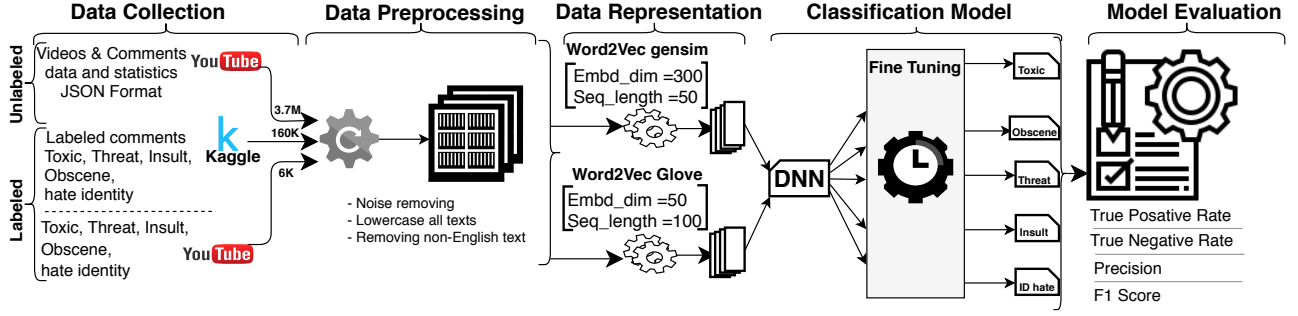 Data Collection
Data Preprocessing
Data Representation
Classification Model
Model Evaluation
Unlabeled
Videos & Comments
data and statistics
JSON Format
YouTube
Labeled
Labeled comments
Toxic, Threat, Insult,
Obscene,
hate identity
k
Kaggle
Toxic, Threat, Insult,
Obscene,
hate identity
YouTube
3.7M
160K
6K
- Noise removing
- Lowercase all texts
- Removing non-English text
Word2Vec gensim
Embd_dim =300
Seq_length =50
Word2Vec Glove
Embd_dim =50
Seq_length =100
DNN
Fine Tuning
Toxic
Obscene
Threat
Insult
ID hate
True Posative Rate
True Negative Rate
Precision
F1 Score